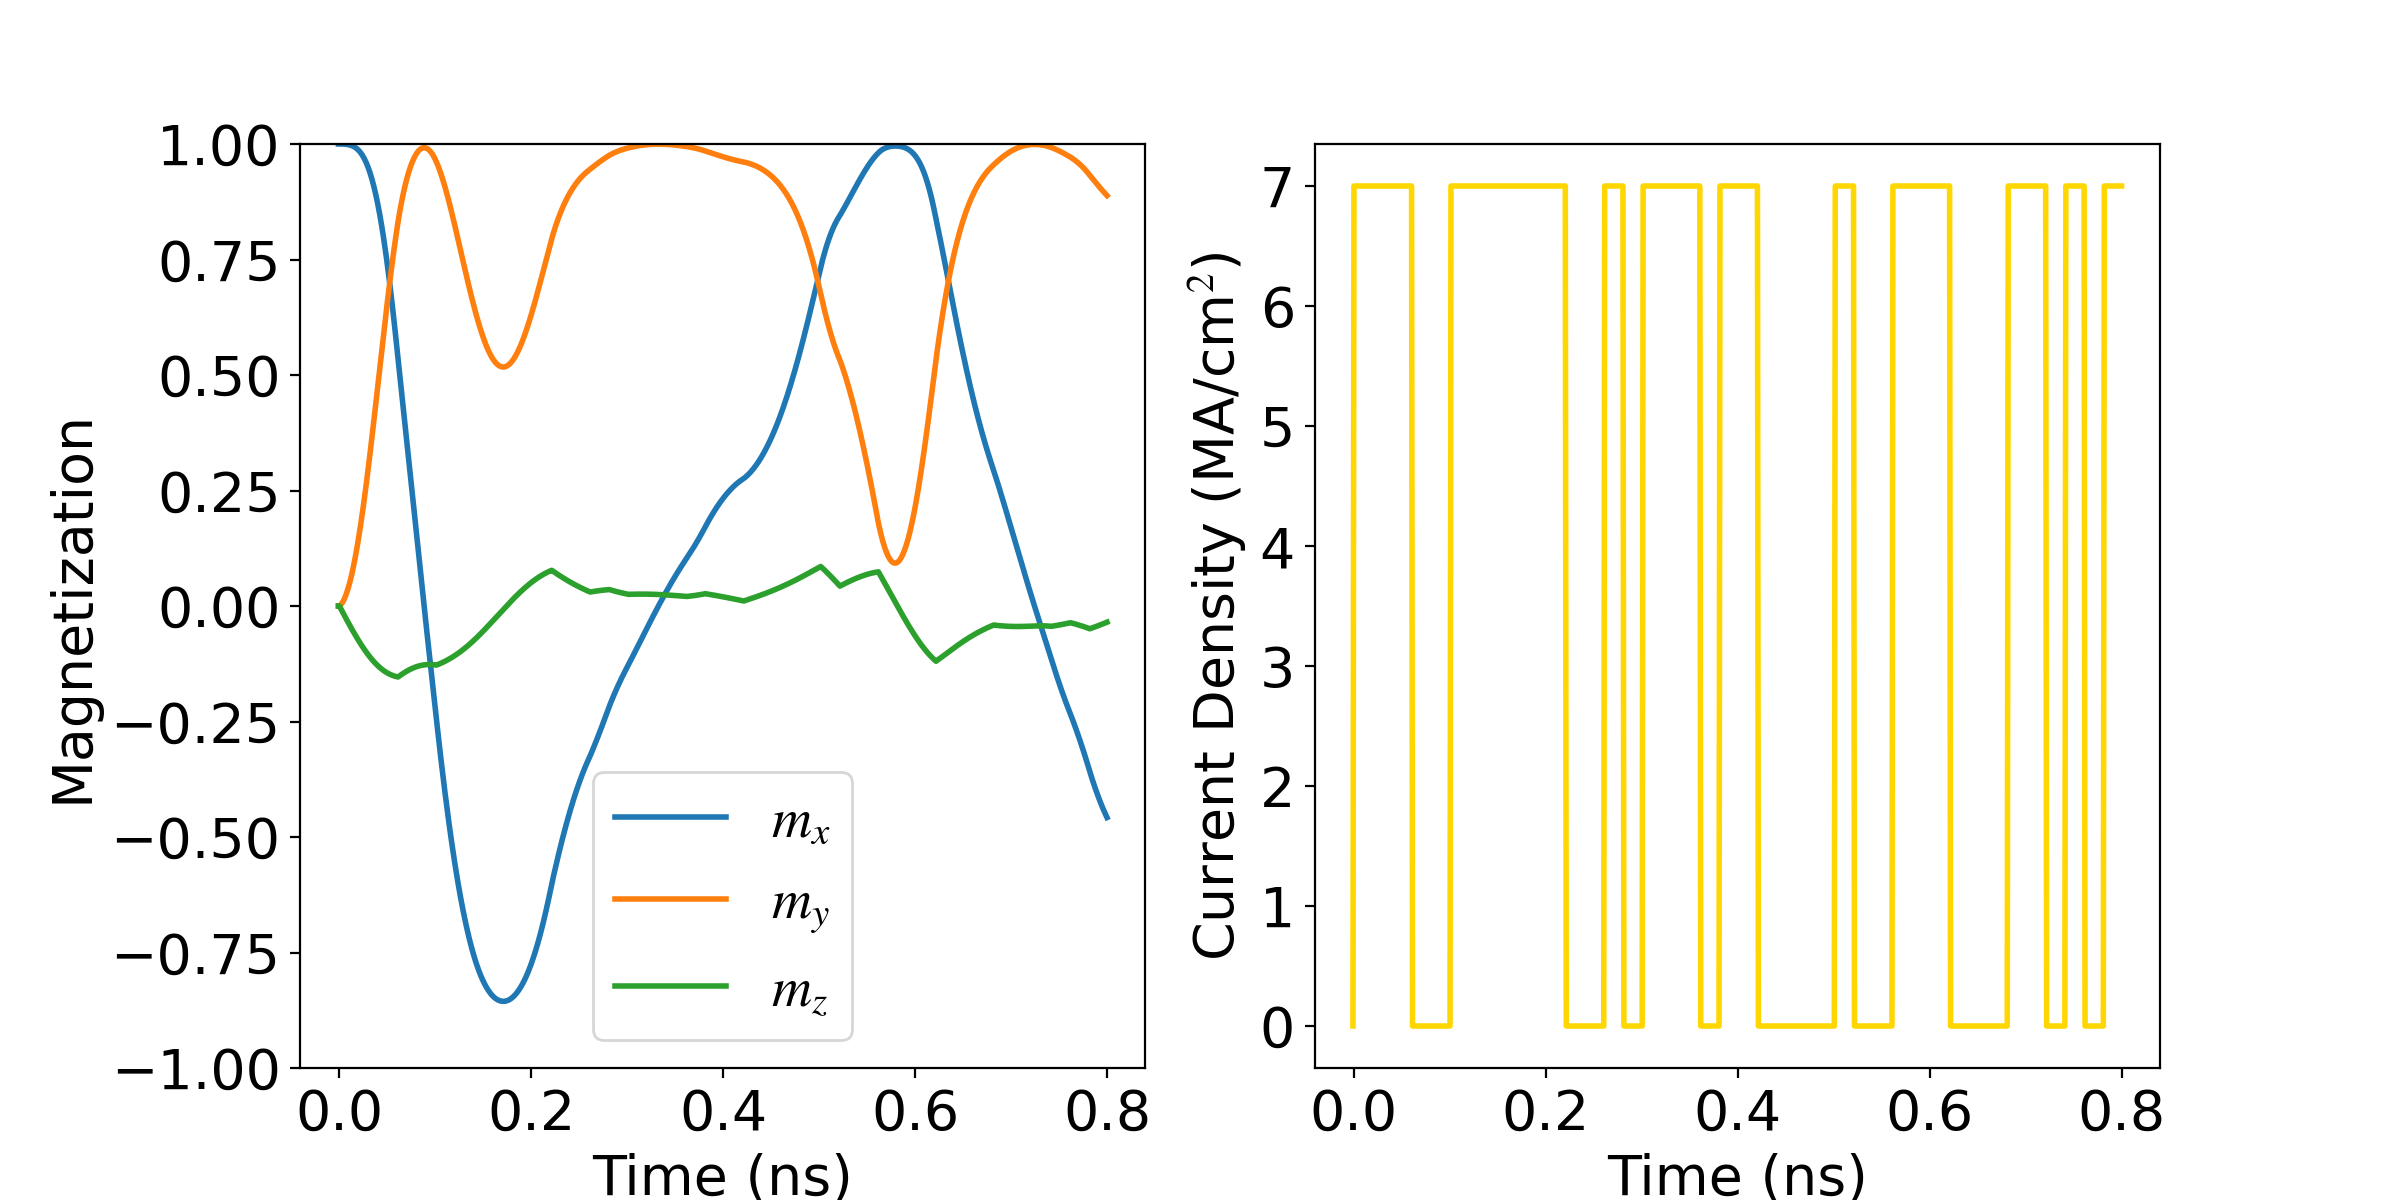 1.00
0.75
0.50
0.25
0.00
−0.25
−0.50
−0.75
−1.00
Magnetization
0.0 0.2 0.4 0.6 0.8
Time (ns)
m_x
m_y
m_z
7
6
5
4
3
2
1
0
Current Density (MA/cm²)
0.0 0.2 0.4 0.6 0.8
Time (ns)